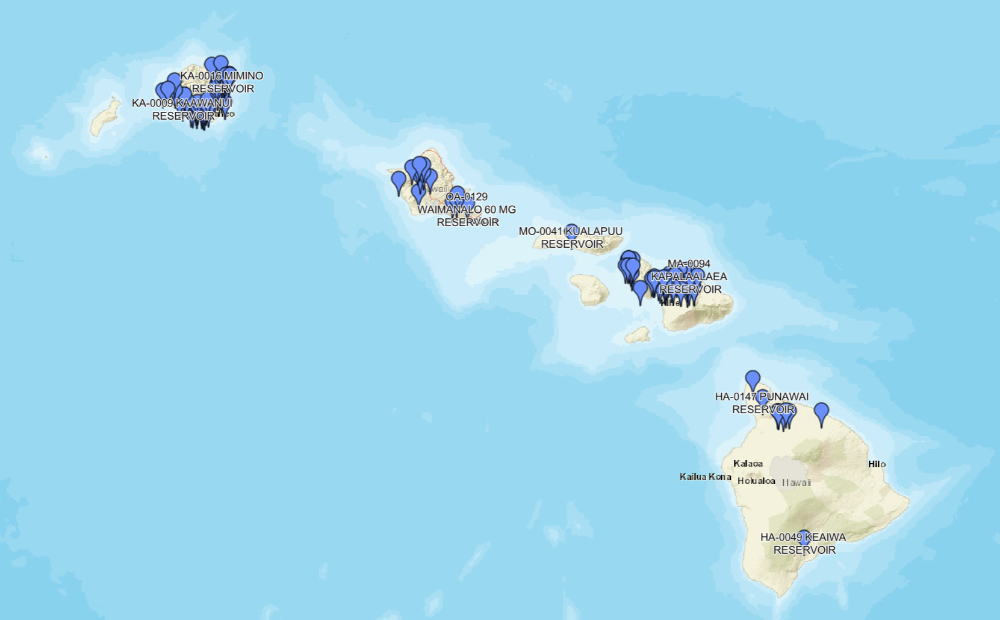 KA-0016 MIMINO
RESERVOIR
KA-0009 KAAWANUI
RESERVOIR
OA-0129
WAIMANALO 60 MG
RESERVOIR
MO-0041 KUALAPUU
RESERVOIR
MA-0094
KAPALAALAEA
RESERVOIR
HA-0147 PUNAWAI
RESERVOIR
Kalaoa
Hilo
Kailua Kona
Holualoa
Hawaii
HA-0049 KEAIWA
RESERVOIR